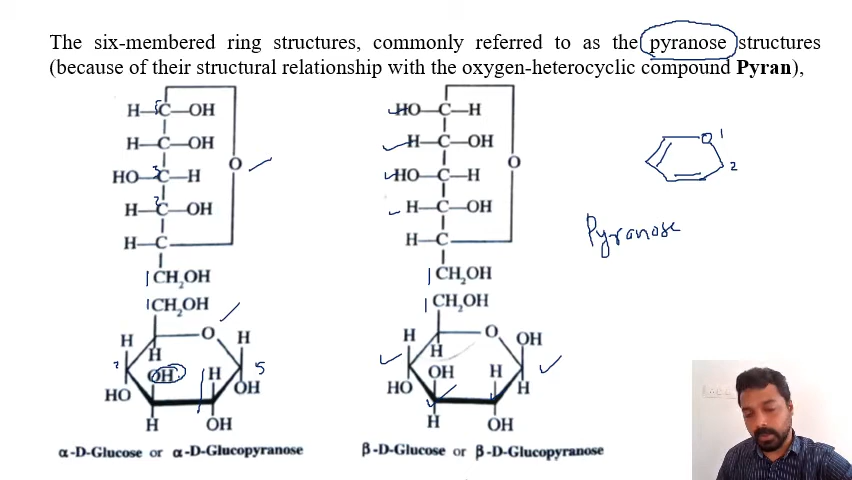 The six-membered ring structures, commonly referred to as the pyranose structures
(because of their structural relationship with the oxygen-heterocyclic compound Pyran),
H—C—OH
H—C—OH
HO—C—H
H—C—OH
H—C
CH₂OH
O
HO—C—H
H—C—OH
HO—C—H
H—C—OH
H—C
CH₂OH
O
O 1
2
Pyranose
CH₂OH
O
H
H
H
OH
H
OH
HO
H
OH
5
CH₂OH
O
H
H
OH
OH
H
H
HO
H
OH
α-D-Glucose or α-D-Glucopyranose
β-D-Glucose or β-D-Glucopyranose